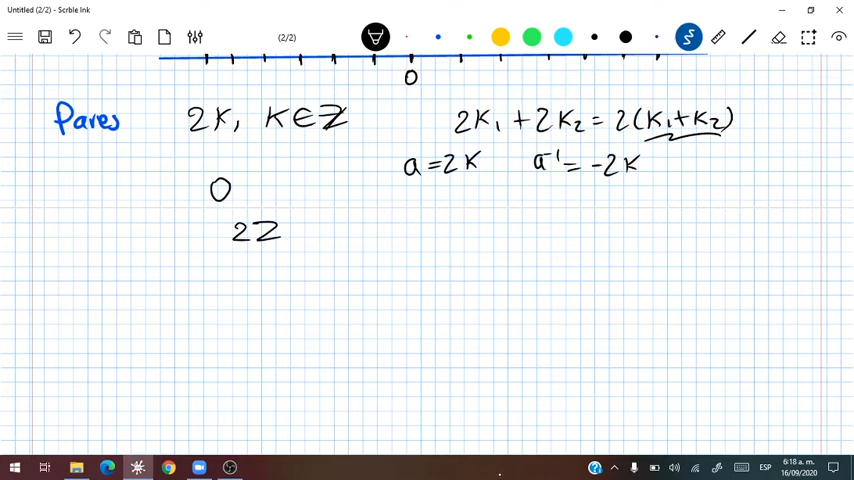 Untitled (2/2) - Scrble Ink
(2/2)
0
Pares 2K, K∈ℤ 2K₁ + 2K₂ = 2(K₁+K₂)
a = 2K a⁻¹ = -2K
0
2Z
ESP
6:18 a. m.
16/09/2020